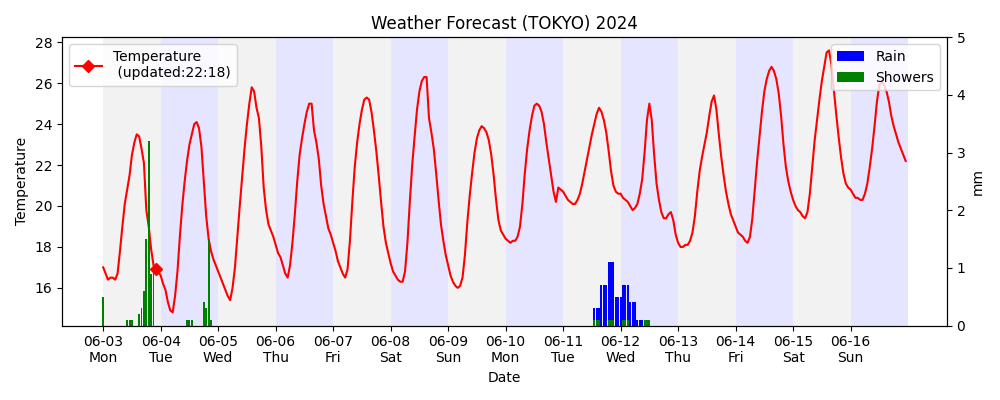 Weather Forecast (TOKYO) 2024
Temperature
(updated:22:18)
Rain
Showers
28
26
24
22
20
18
16
Temperature
5
4
3
2
1
0
mm
06-03 06-04 06-05 06-06 06-07 06-08 06-09 06-10 06-11 06-12 06-13 06-14 06-15 06-16
Mon Tue Wed Thu Fri Sat Sun Mon Tue Wed Thu Fri Sat Sun
Date